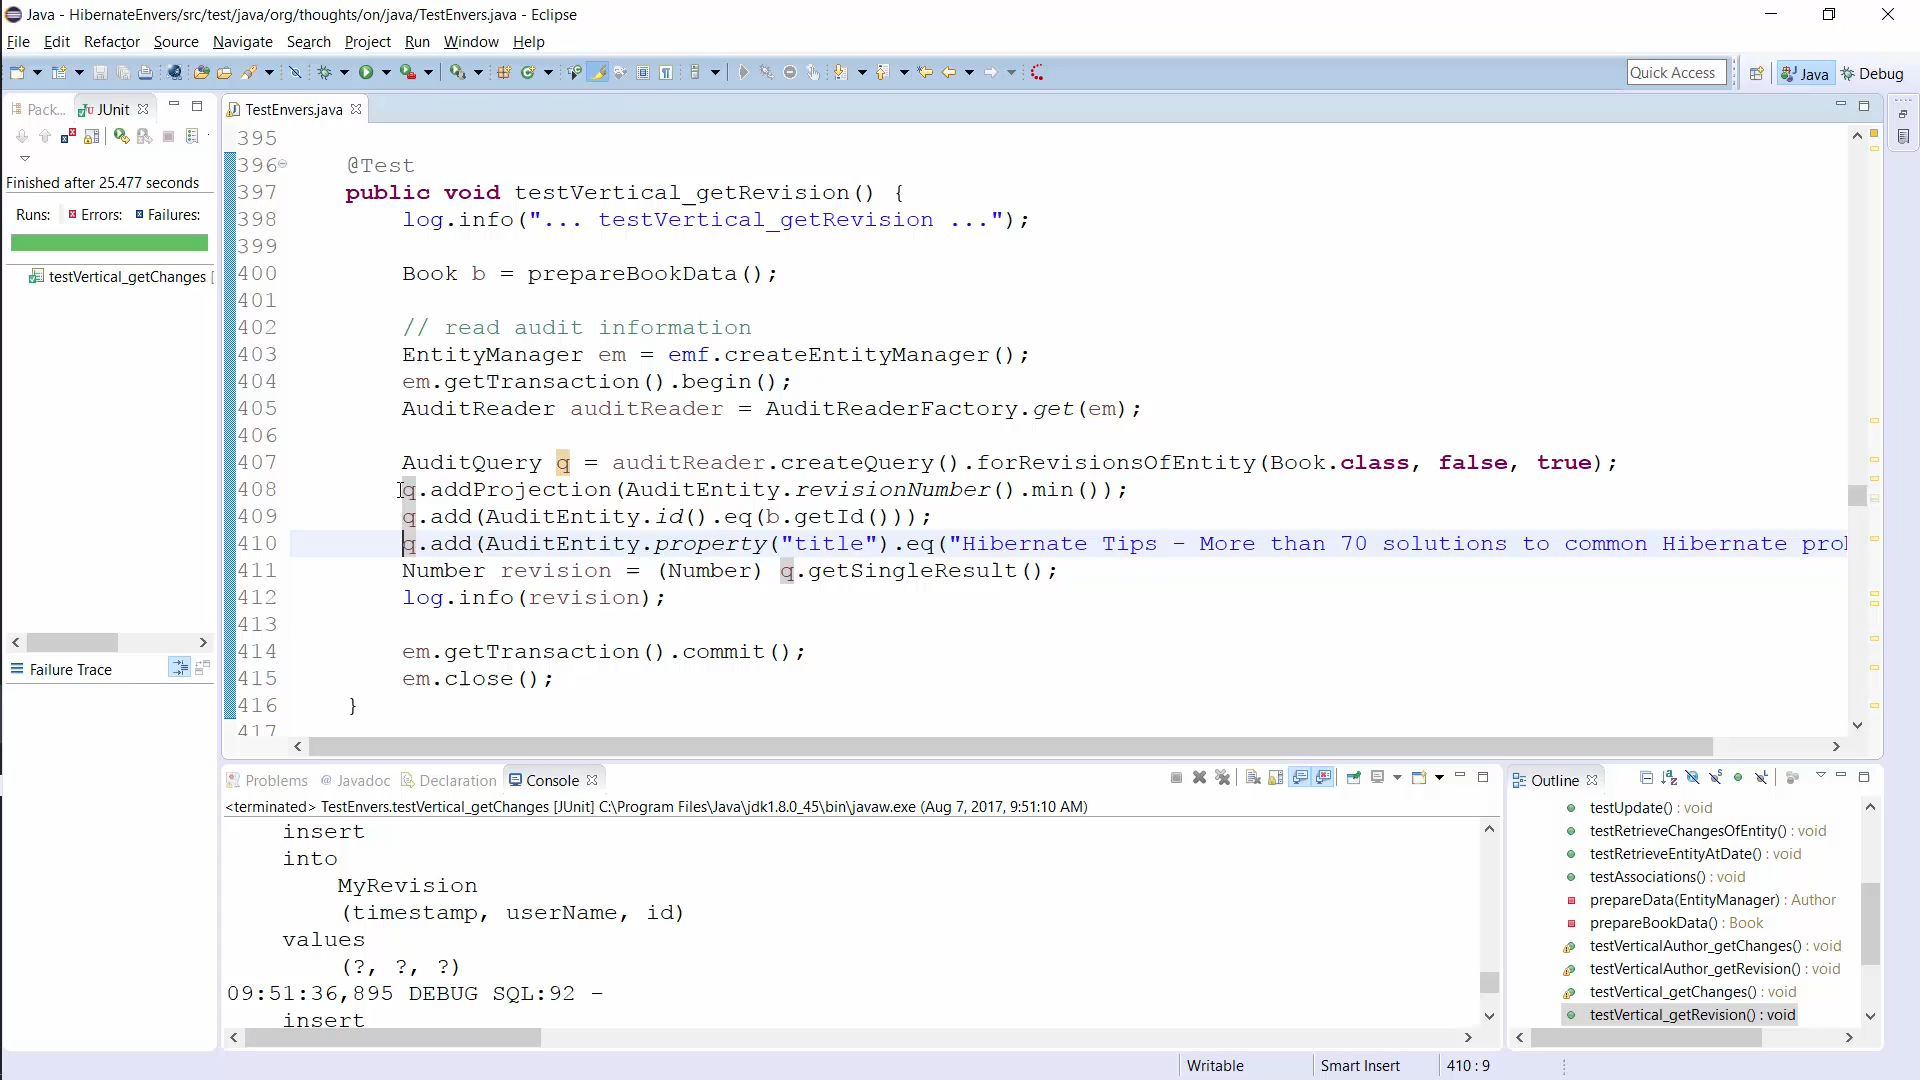 Java - HibernateEnvers/src/test/java/org/thoughts/on/java/TestEnvers.java - Eclipse
File Edit Refactor Source Navigate Search Project Run Window Help
Quick Access Java Debug
Pack... JUnit
TestEnvers.java
Finished after 25.477 seconds
Runs: Errors: Failures:
testVertical_getChanges [
Failure Trace
395
396 @Test
397 public void testVertical_getRevision() {
398 log.info("... testVertical_getRevision ...");
399
400 Book b = prepareBookData();
401
402 // read audit information
403 EntityManager em = emf.createEntityManager();
404 em.getTransaction().begin();
405 AuditReader auditReader = AuditReaderFactory.get(em);
406
407 AuditQuery q = auditReader.createQuery().forRevisionsOfEntity(Book.class, false, true);
408 q.addProjection(AuditEntity.revisionNumber().min());
409 q.add(AuditEntity.id().eq(b.getId()));
410 q.add(AuditEntity.property("title").eq("Hibernate Tips - More than 70 solutions to common Hibernate prob
411 Number revision = (Number) q.getSingleResult();
412 log.info(revision);
413
414 em.getTransaction().commit();
415 em.close();
416 }
417
Problems Javadoc Declaration Console
<terminated> TestEnvers.testVertical_getChanges [JUnit] C:\Program Files\Java\jdk1.8.0_45\bin\javaw.exe (Aug 7, 2017, 9:51:10 AM)
insert
into
MyRevision
(timestamp, userName, id)
values
(?, ?, ?)
09:51:36,895 DEBUG SQL:92 -
insert
Outline
testUpdate() : void
testRetrieveChangesOfEntity() : void
testRetrieveEntityAtDate() : void
testAssociations() : void
prepareData(EntityManager) : Author
prepareBookData() : Book
testVerticalAuthor_getChanges() : void
testVerticalAuthor_getRevision() : void
testVertical_getChanges() : void
testVertical_getRevision() : void
Writable Smart Insert 410 : 9